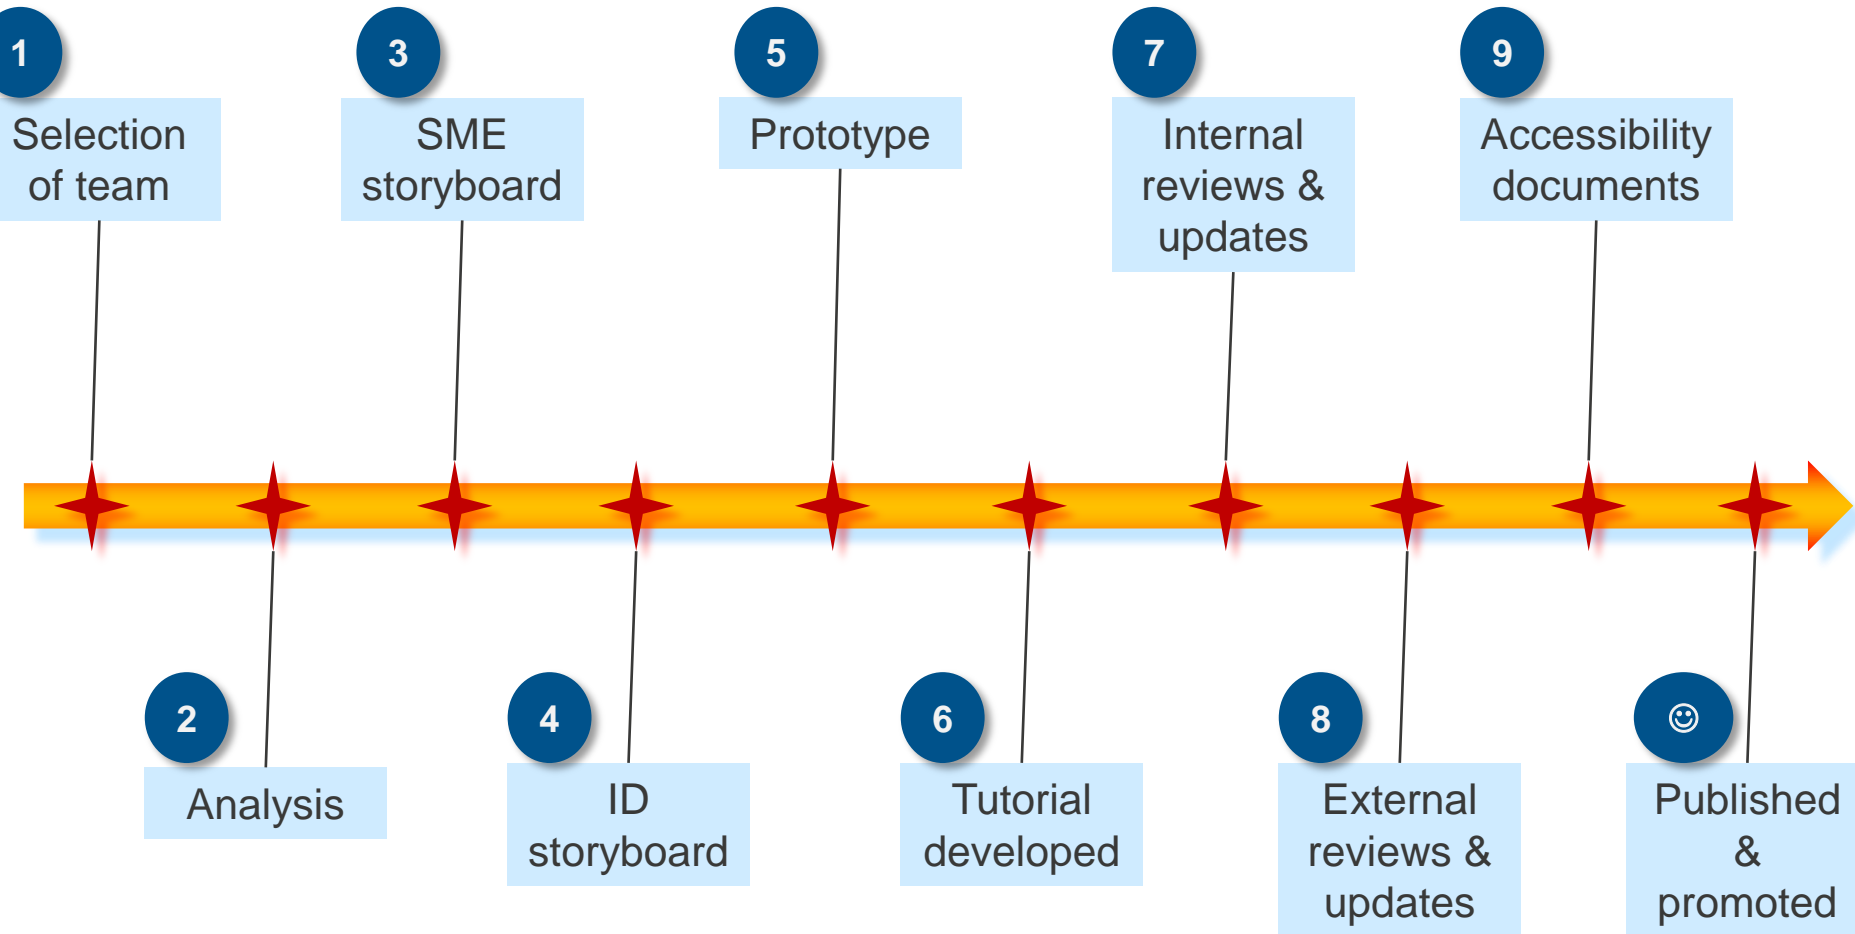 1
Selection
of team
2
Analysis
3
SME
storyboard
4
ID
storyboard
5
Prototype
6
Tutorial
developed
7
Internal
reviews &
updates
8
External
reviews &
updates
9
Accessibility
documents
☺
Published
&
promoted